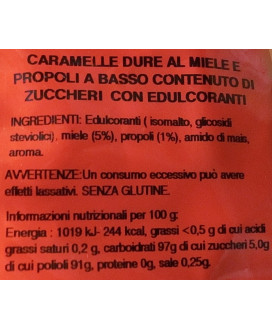 CARAMELLE DURE AL MIELE E
PROPOLI A BASSO CONTENUTO DI
ZUCCHERI CON EDULCORANTI
INGREDIENTI: Edulcoranti ( isomalto, glicosidi
steviolici), miele (5%), propoli (1%), amido di mais,
aroma.
AVVERTENZE: Un consumo eccessivo può avere
effetti lassativi. SENZA GLUTINE.
Informazioni nutrizionali per 100 g:
Energia : 1019 kJ- 244 kcal, grassi <0,5 g di cui acidi
grassi saturi 0,2 g, carboidrati 97g di cui zuccheri 5,0g
di cui polioli 91g, proteine 0g, sale 0,25g.